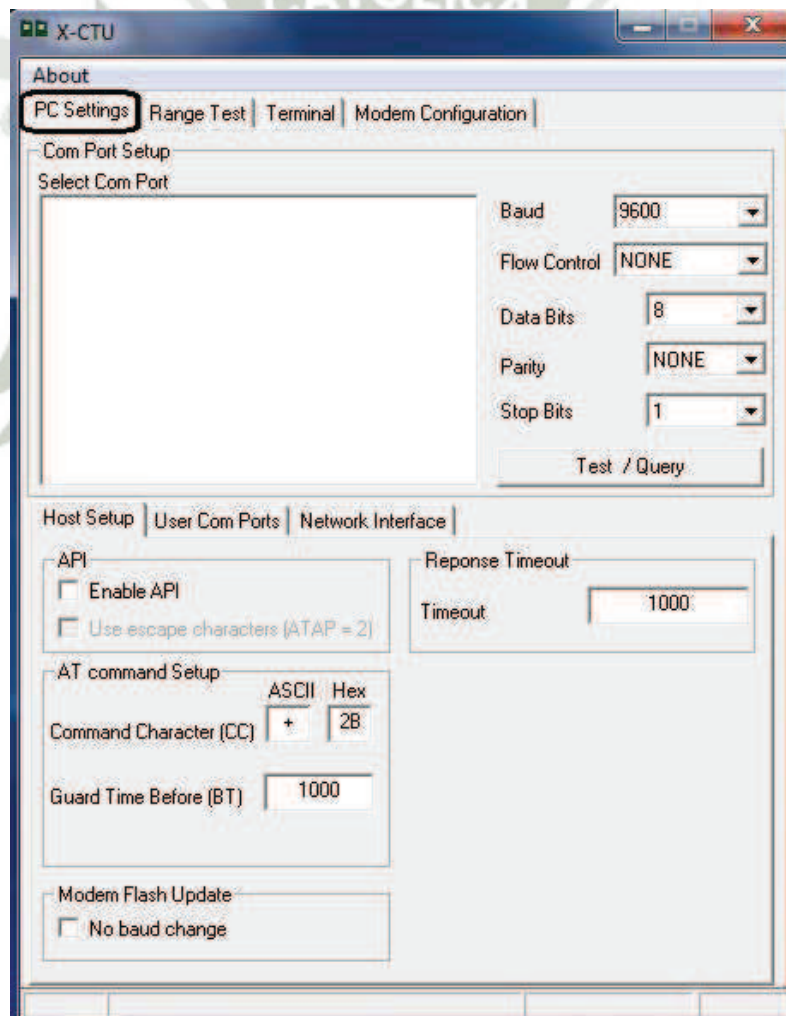 X-CTU
About
PC Settings Range Test Terminal Modem Configuration
Com Port Setup
Select Com Port
Baud 9600
Flow Control NONE
Data Bits 8
Parity NONE
Stop Bits 1
Test / Query
Host Setup User Com Ports Network Interface
API
Enable API
Use escape characters (ATAP = 2)
Reponse Timeout
Timeout 1000
AT command Setup
ASCII Hex
Command Character (CC) + 2B
Guard Time Before (BT) 1000
Modem Flash Update
No baud change